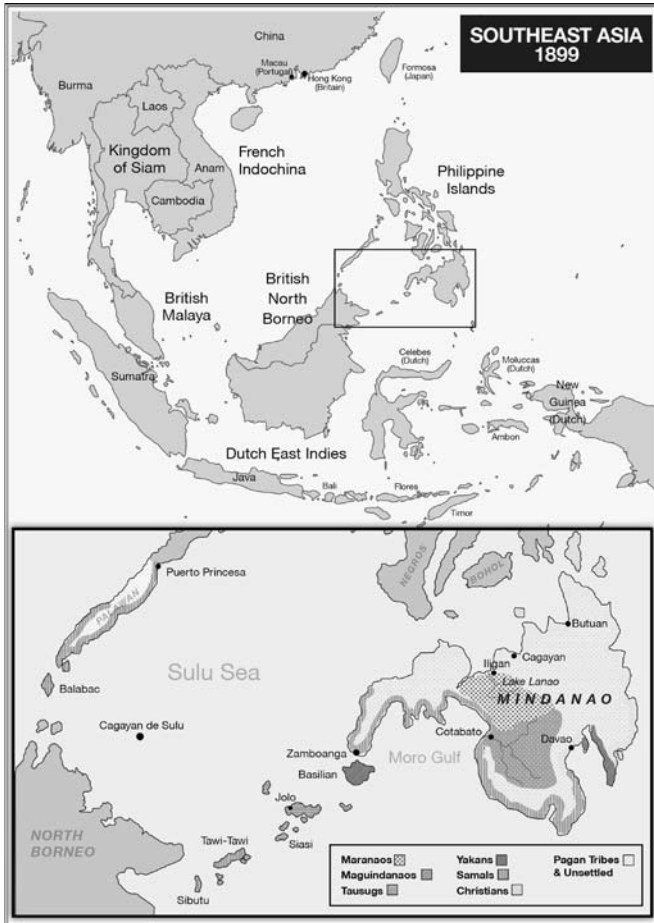 SOUTHEAST ASIA
1899
China
Macau
(Portugal)
Hong Kong
(Britain)
Formosa
(Japan)
Burma
Laos
Kingdom
of Siam
French
Indochina
Anam
Cambodia
Philippine
Islands
British
Malaya
British
North
Borneo
Sumatra
Celebes
(Dutch)
Moluccas
(Dutch)
New
Guinea
(Dutch)
Ambon
Dutch East Indies
Java
Bali
Flores
Timor
Puerto Princesa
PALAWAN
NEGROS
BOHOL
Butuan
Sulu Sea
Iligan
Cagayan
Lake Lanao
MINDANAO
Balabac
Cagayan de Sulu
Cotabato
Davao
Zamboanga
Moro Gulf
Basilian
Jolo
Siasi
NORTH
BORNEO
Tawi-Tawi
Sibutu
Maranaos
Yakans
Pagan Tribes
& Unsettled
Maguindanaos
Samals
Tausugs
Christians